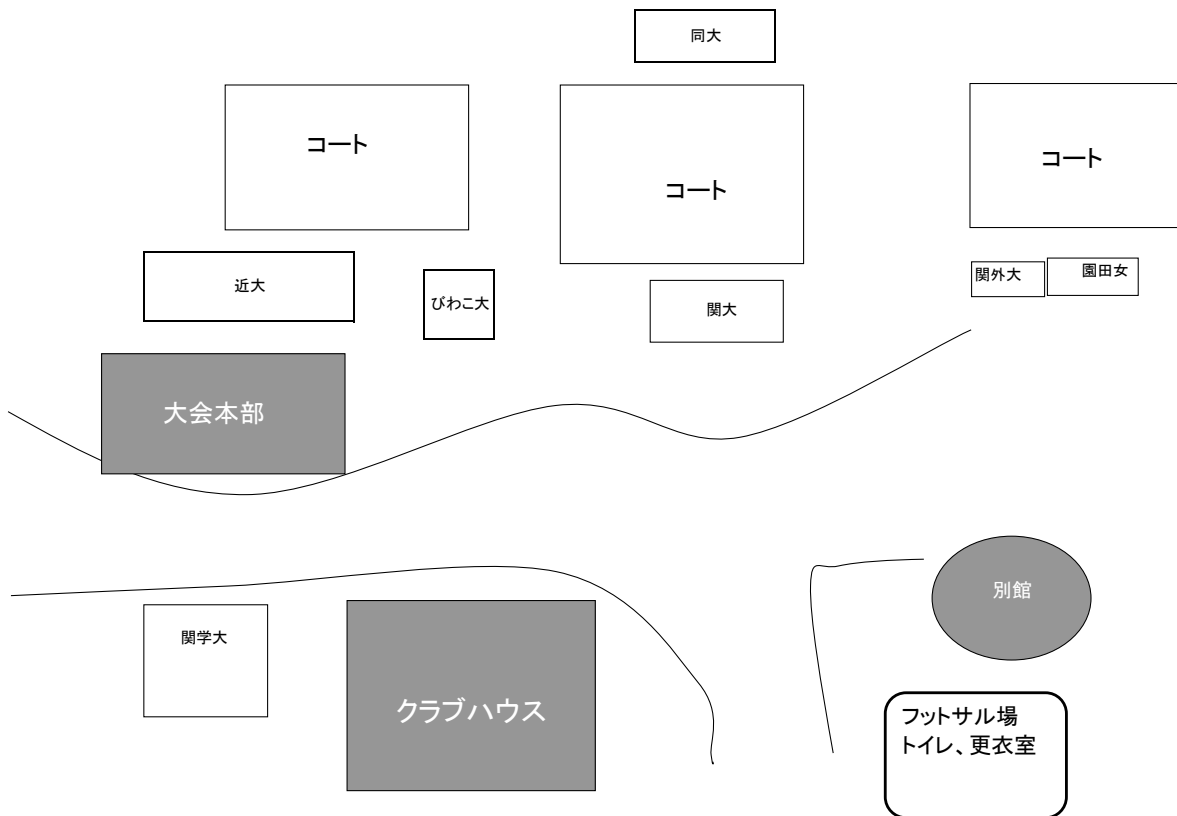 同大
コート
コート
コート
近大
びわこ大
関大
関外大
園田女
大会本部
別館
関学大
クラブハウス
フットサル場
トイレ、更衣室